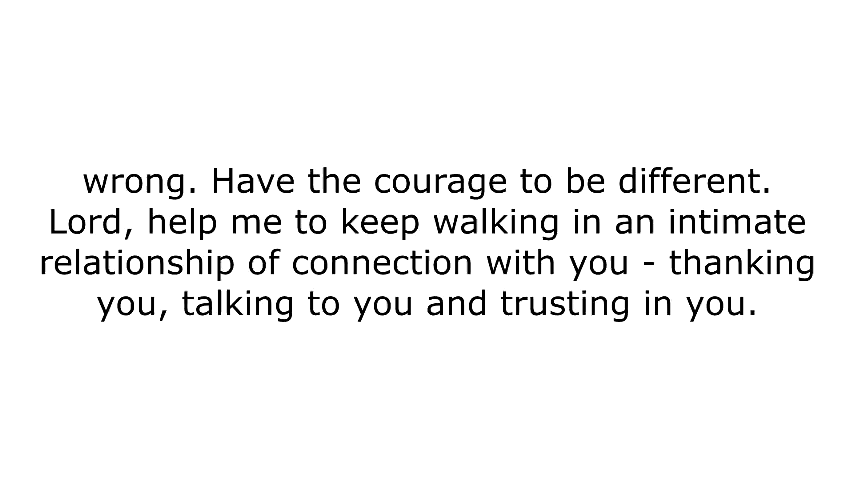 wrong. Have the courage to be different.
Lord, help me to keep walking in an intimate
relationship of connection with you - thanking
you, talking to you and trusting in you.